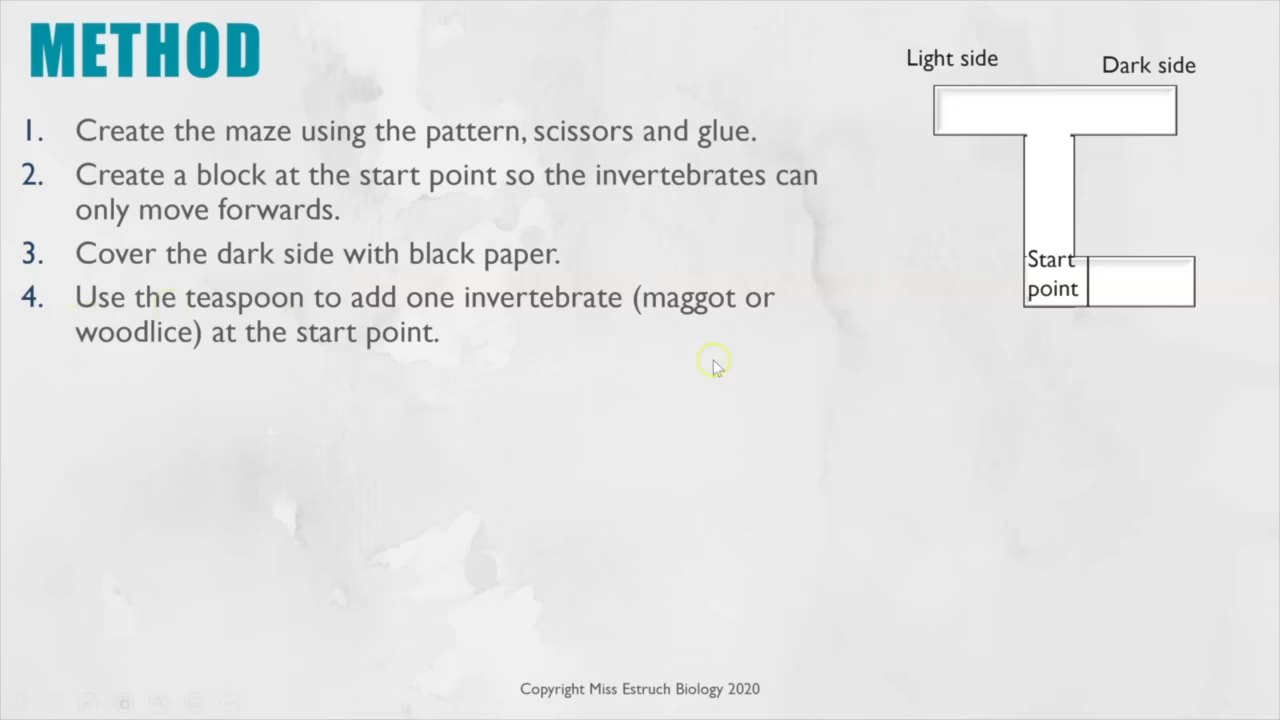 METHOD
Light side
Dark side
1. Create the maze using the pattern, scissors and glue.
2. Create a block at the start point so the invertebrates can
only move forwards.
3. Cover the dark side with black paper.
4. Use the teaspoon to add one invertebrate (maggot or
woodlice) at the start point.
Start
point
Copyright Miss Estruch Biology 2020